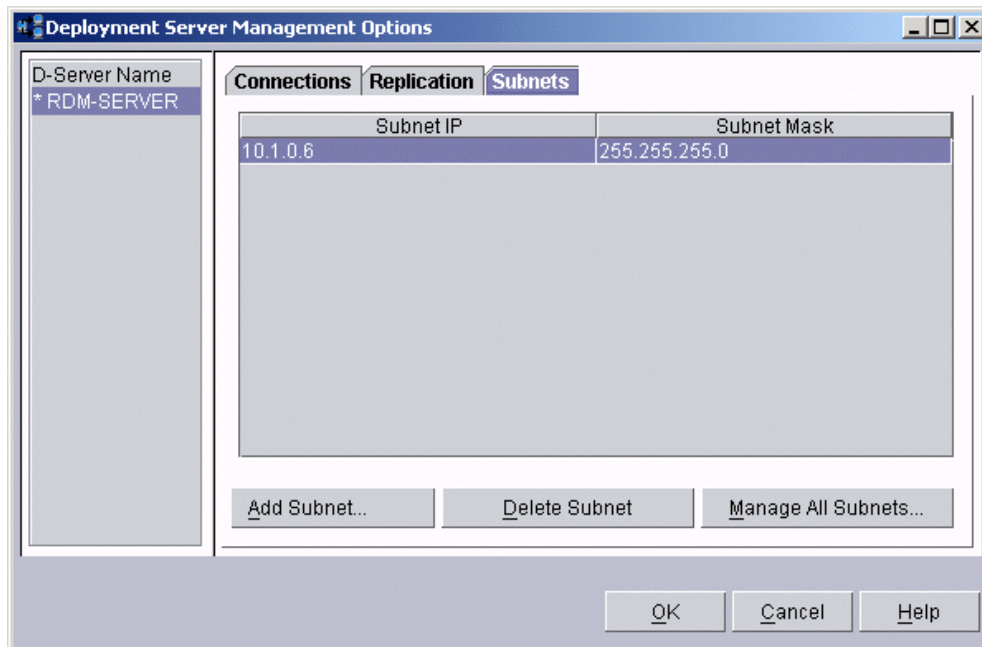 Deployment Server Management Options
D-Server Name
* RDM-SERVER
Connections Replication Subnets
Subnet IP Subnet Mask
10.1.0.6 255.255.255.0
Add Subnet... Delete Subnet Manage All Subnets...
OK Cancel Help